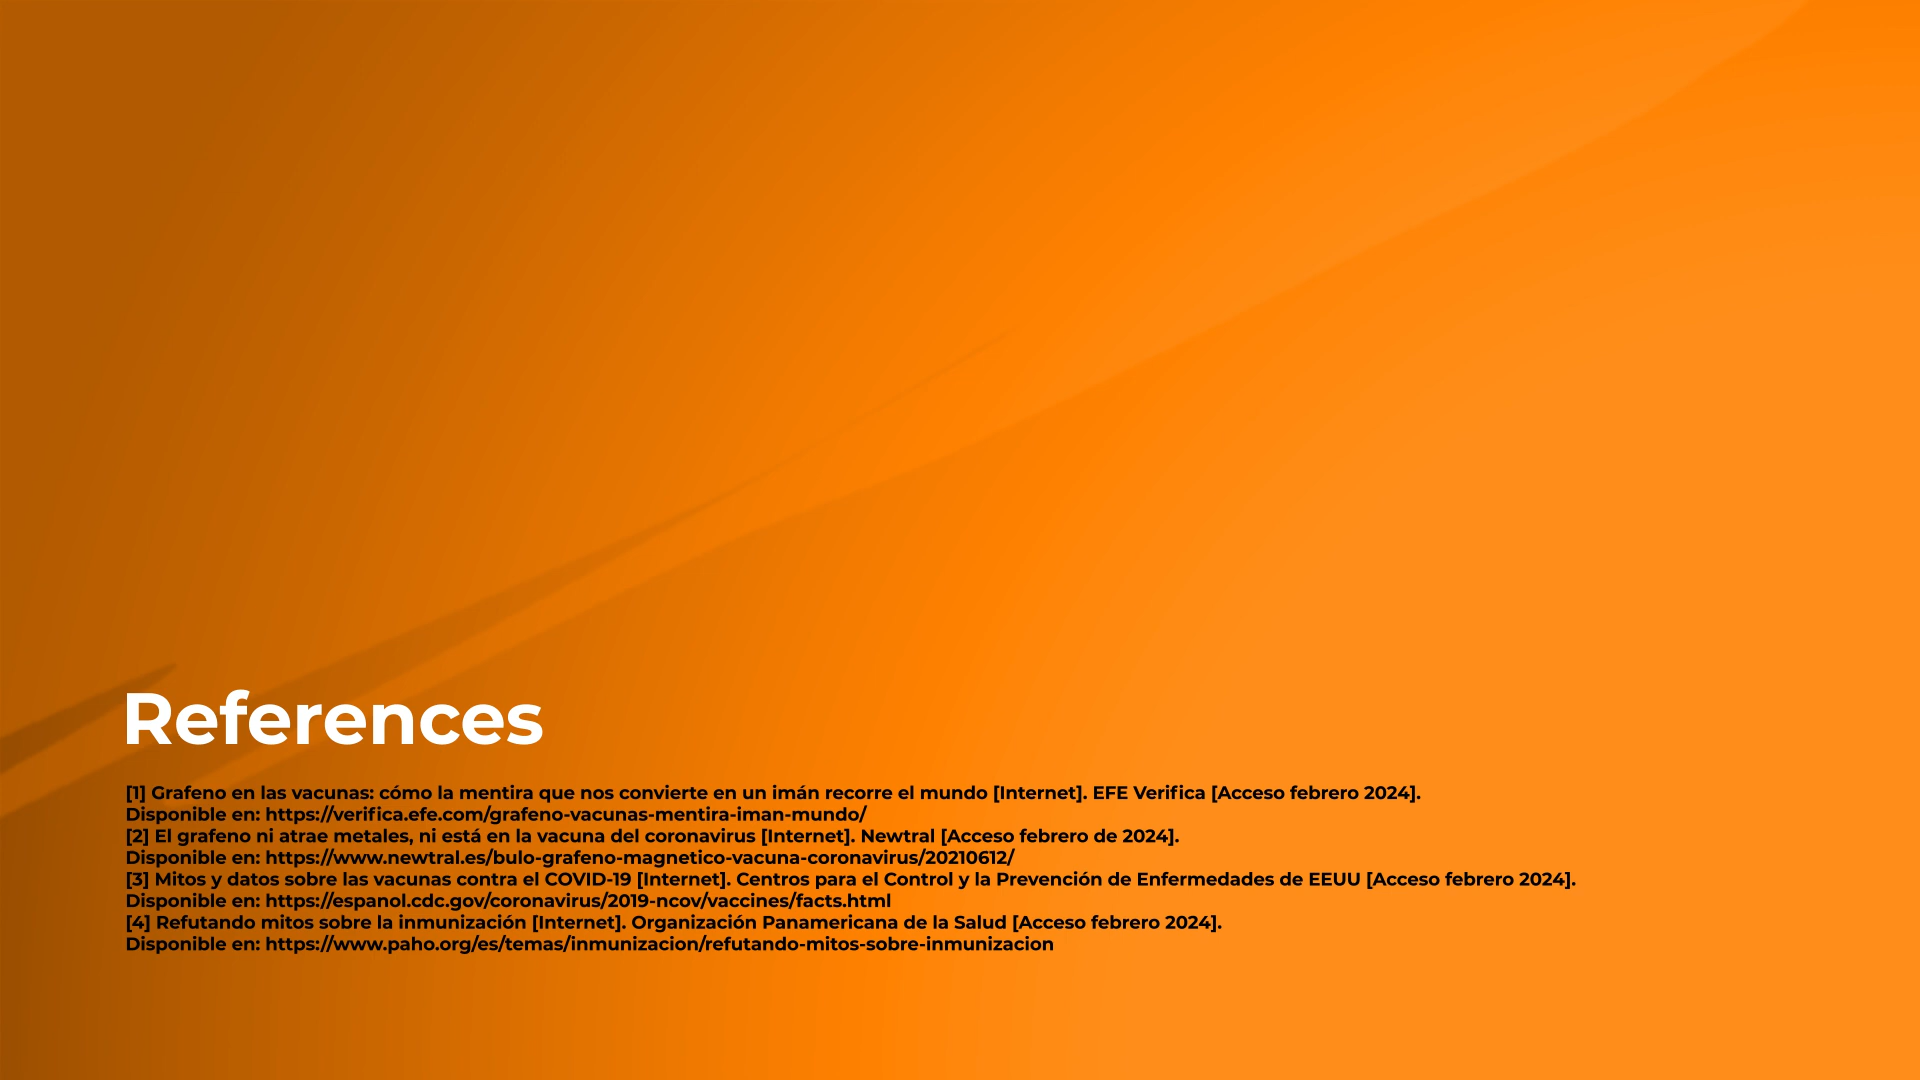 References
[1] Grafeno en las vacunas: cómo la mentira que nos convierte en un imán recorre el mundo [Internet]. EFE Verifica [Acceso febrero 2024].
Disponible en: https://verifica.efe.com/grafeno-vacunas-mentira-iman-mundo/
[2] El grafeno ni atrae metales, ni está en la vacuna del coronavirus [Internet]. Newtral [Acceso febrero de 2024].
Disponible en: https://www.newtral.es/bulo-grafeno-magnetico-vacuna-coronavirus/20210612/
[3] Mitos y datos sobre las vacunas contra el COVID-19 [Internet]. Centros para el Control y la Prevención de Enfermedades de EEUU [Acceso febrero 2024].
Disponible en: https://espanol.cdc.gov/coronavirus/2019-ncov/vaccines/facts.html
[4] Refutando mitos sobre la inmunización [Internet]. Organización Panamericana de la Salud [Acceso febrero 2024].
Disponible en: https://www.paho.org/es/temas/inmunizacion/refutando-mitos-sobre-inmunizacion